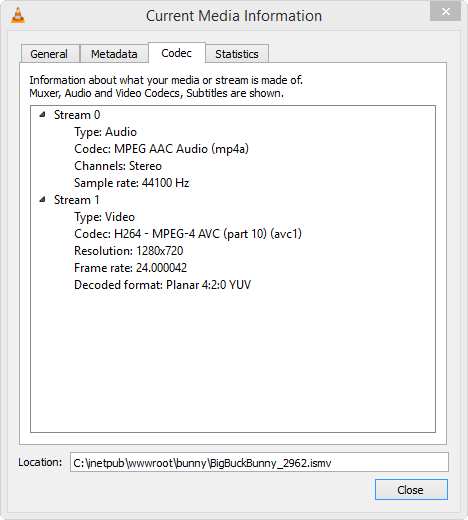 Current Media Information
General Metadata Codec Statistics
Information about what your media or stream is made of.
Muxer, Audio and Video Codecs, Subtitles are shown.
Stream 0
Type: Audio
Codec: MPEG AAC Audio (mp4a)
Channels: Stereo
Sample rate: 44100 Hz
Stream 1
Type: Video
Codec: H264 - MPEG-4 AVC (part 10) (avc1)
Resolution: 1280x720
Frame rate: 24.000042
Decoded format: Planar 4:2:0 YUV
Location: C:\inetpub\wwwroot\bunny\BigBuckBunny_2962.ismv
Close